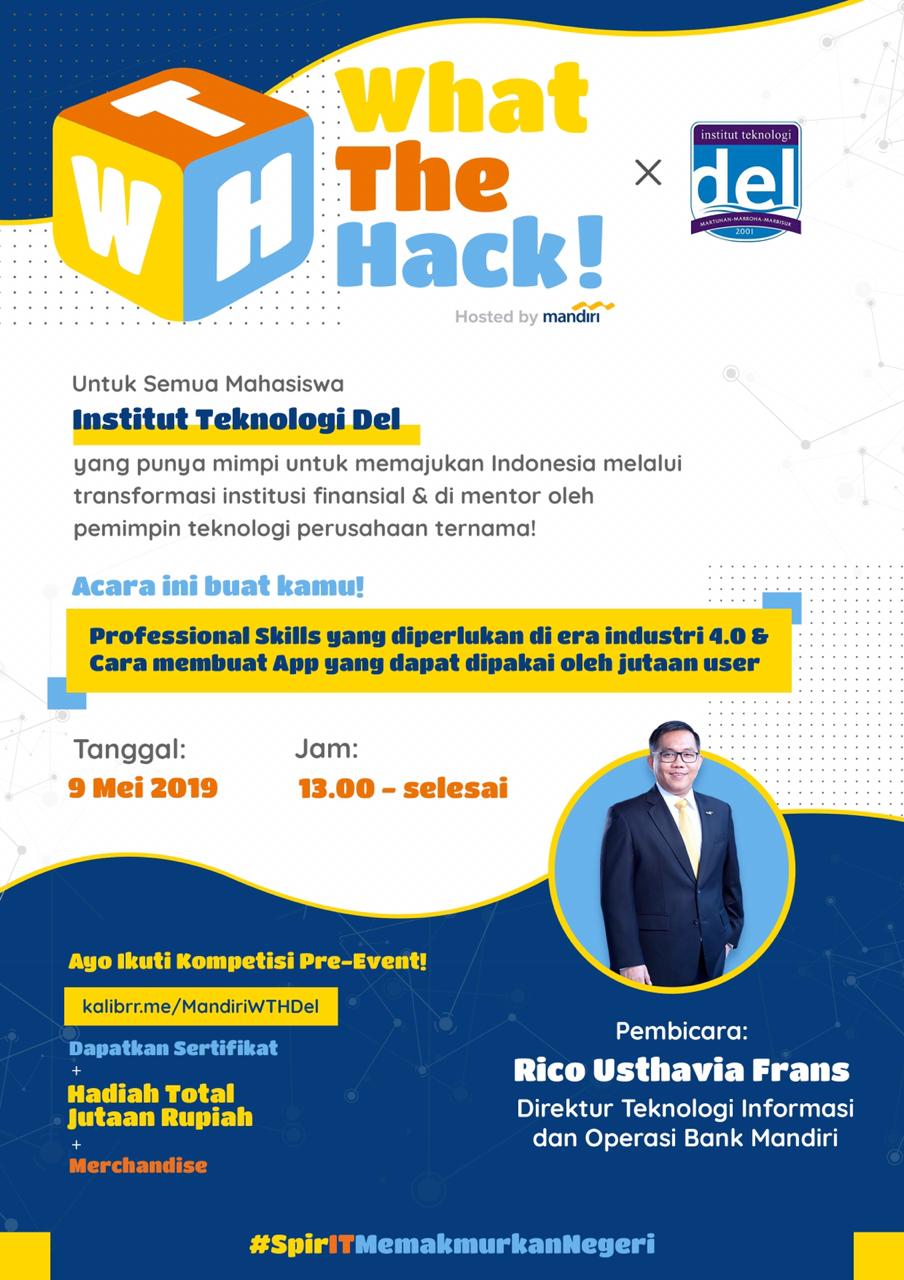 T
W H
What
The
Hack!
Hosted by mandiri
×
institut teknologi
del
MARTUHAN-MARROHA-MARBISUK
2001
Untuk Semua Mahasiswa
Institut Teknologi Del
yang punya mimpi untuk memajukan Indonesia melalui
transformasi institusi finansial & di mentor oleh
pemimpin teknologi perusahaan ternama!
Acara ini buat kamu!
Professional Skills yang diperlukan di era industri 4.0 &
Cara membuat App yang dapat dipakai oleh jutaan user
Tanggal: Jam:
9 Mei 2019 13.00 - selesai
Ayo Ikuti Kompetisi Pre-Event!
kalibrr.me/MandiriWTHDel
Dapatkan Sertifikat
+
Hadiah Total
Jutaan Rupiah
+
Merchandise
Pembicara:
Rico Usthavia Frans
Direktur Teknologi Informasi
dan Operasi Bank Mandiri
#SpirITMemakmurkanNegeri